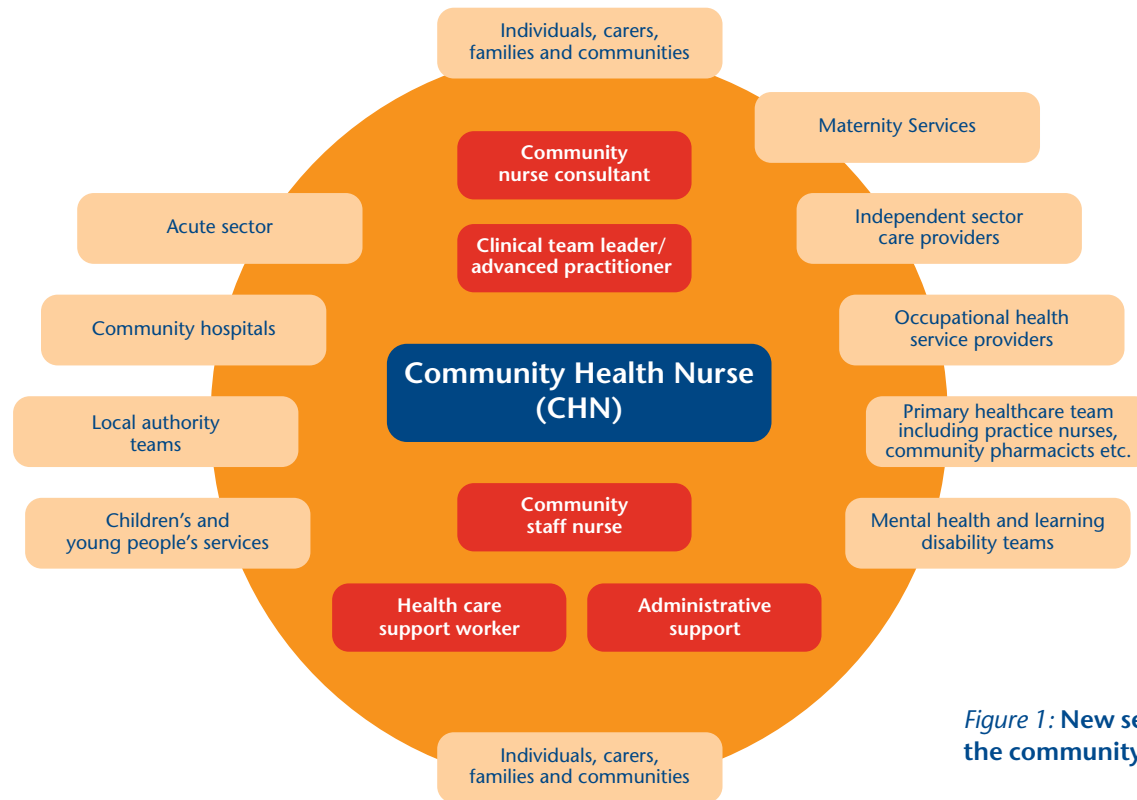 Individuals, carers,
families and communities
Maternity Services
Community
nurse consultant
Acute sector
Independent sector
care providers
Clinical team leader/
advanced practitioner
Community hospitals
Occupational health
service providers
Community Health Nurse
(CHN)
Local authority
teams
Primary healthcare team
including practice nurses,
community pharmacicts etc.
Children’s and
young people’s services
Community
staff nurse
Mental health and learning
disability teams
Health care
support worker
Administrative
support
Figure 1: New se
the community
Individuals, carers,
families and communities